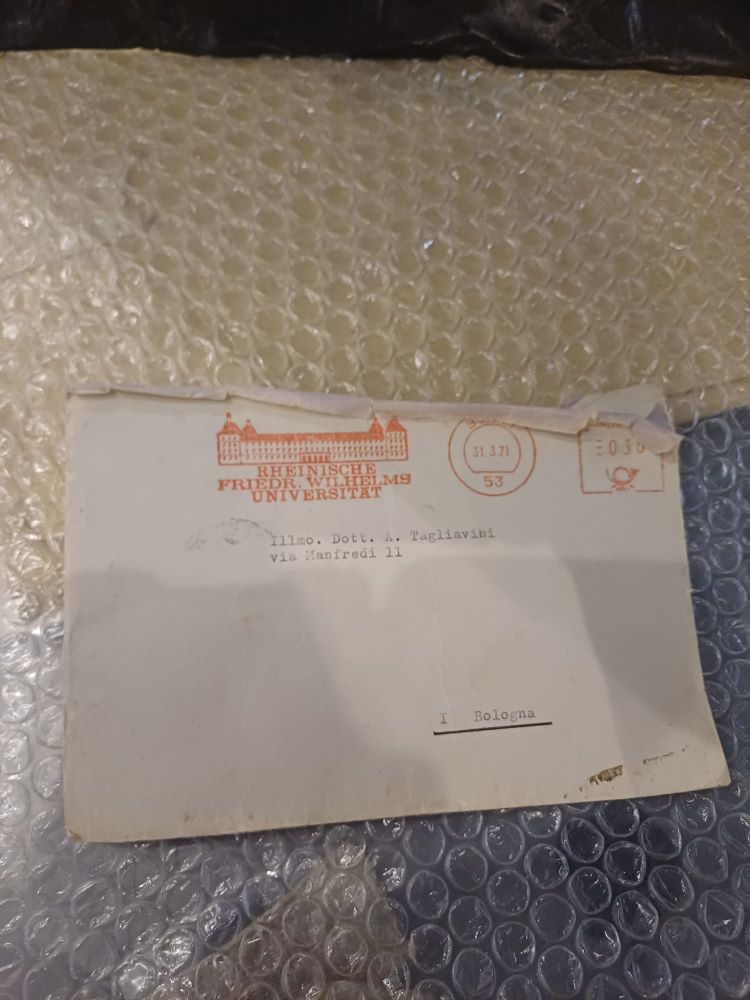 RHEINISCHE
FRIEDR. WILHELMS
UNIVERSITÄT
31.3.71
53
Illmo. Dott. A. Tagliavini
via Manfredi 11
I Bologna